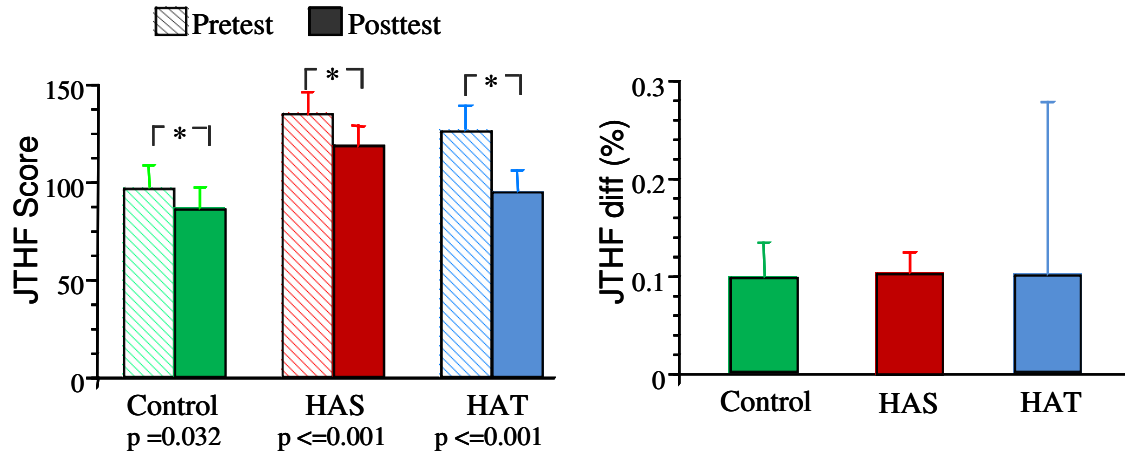 Pretest Posttest
JTHF Score
150
100
50
0
*
*
*
Control HAS HAT
p =0.032 p <=0.001 p <=0.001
JTHF diff (%)
0.3
0.2
0.1
0
Control HAS HAT